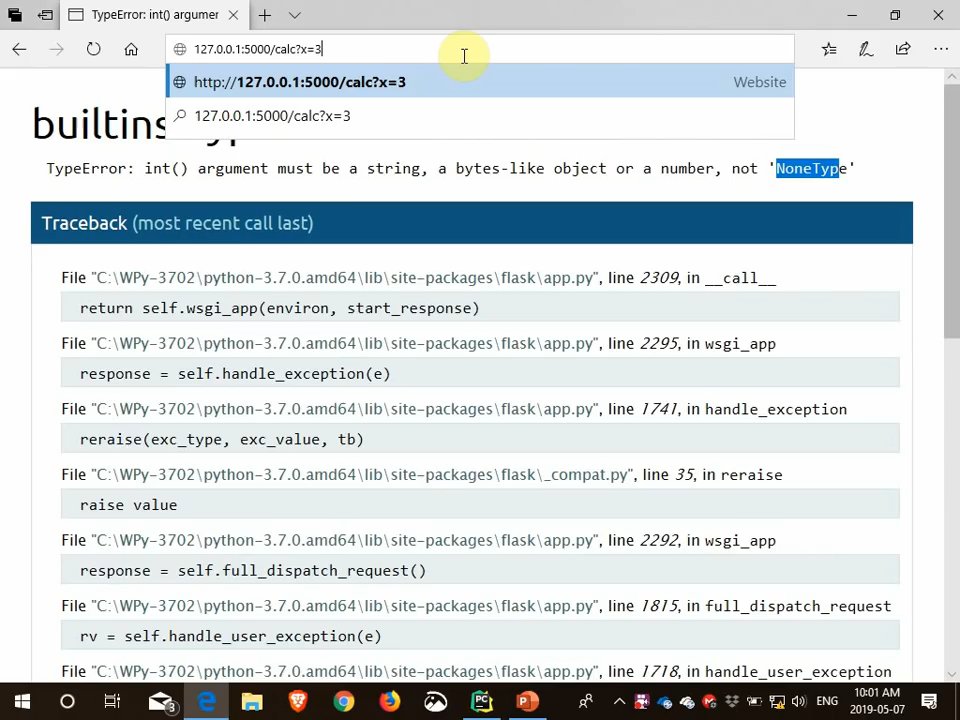 TypeError: int() argumer
127.0.0.1:5000/calc?x=3
http://127.0.0.1:5000/calc?x=3 Website
127.0.0.1:5000/calc?x=3
TypeError: int() argument must be a string, a bytes-like object or a number, not 'NoneType'
Traceback (most recent call last)
File "C:\WPy-3702\python-3.7.0.amd64\lib\site-packages\flask\app.py", line 2309, in __call__
return self.wsgi_app(environ, start_response)
File "C:\WPy-3702\python-3.7.0.amd64\lib\site-packages\flask\app.py", line 2295, in wsgi_app
response = self.handle_exception(e)
File "C:\WPy-3702\python-3.7.0.amd64\lib\site-packages\flask\app.py", line 1741, in handle_exception
reraise(exc_type, exc_value, tb)
File "C:\WPy-3702\python-3.7.0.amd64\lib\site-packages\flask\_compat.py", line 35, in reraise
raise value
File "C:\WPy-3702\python-3.7.0.amd64\lib\site-packages\flask\app.py", line 2292, in wsgi_app
response = self.full_dispatch_request()
File "C:\WPy-3702\python-3.7.0.amd64\lib\site-packages\flask\app.py", line 1815, in full_dispatch_request
rv = self.handle_user_exception(e)
File "C:\WPy-3702\python-3.7.0.amd64\lib\site-packages\flask\app.py", line 1718, in handle_user_exception
3
ENG
10:01 AM
2019-05-07